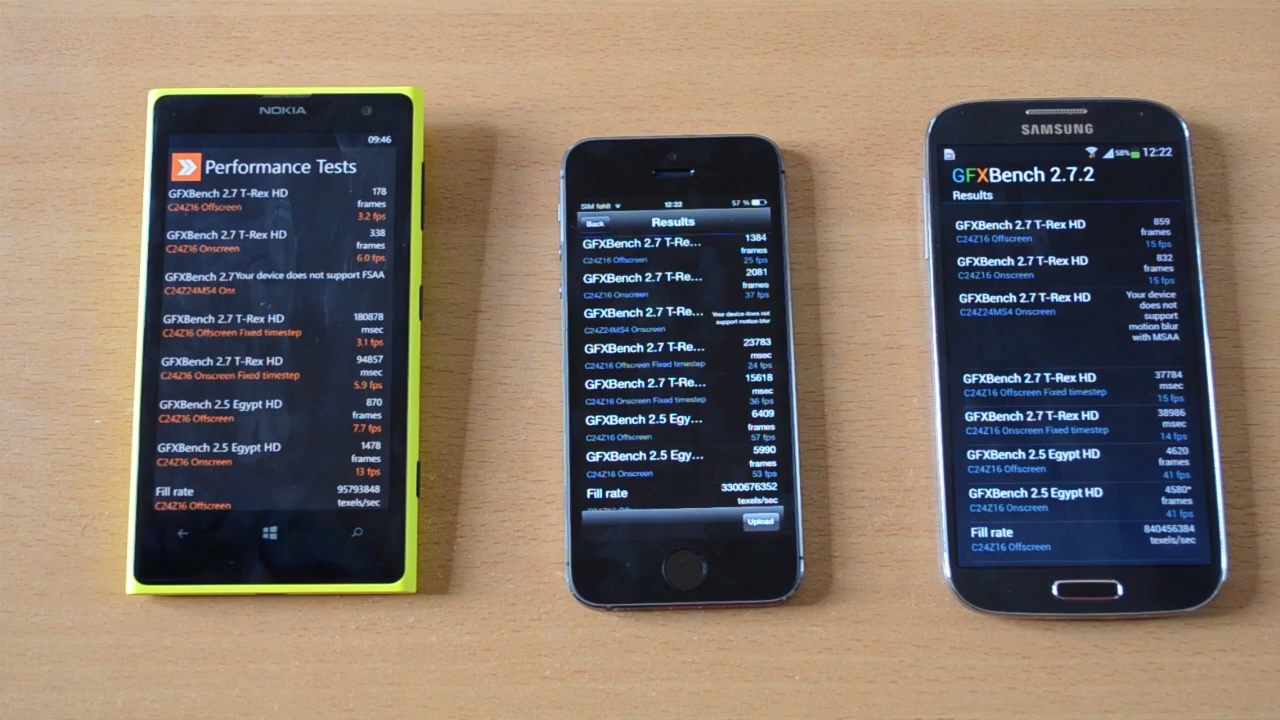 NOKIA
09:46
Performance Tests
GFXBench 2.7 T-Rex HD 178
C24Z16 Offscreen frames
3.2 fps
GFXBench 2.7 T-Rex HD 338
C24Z16 Onscreen frames
6.0 fps
GFXBench 2.7Your device does not support FSAA
C24Z24MS4 Ons
GFXBench 2.7 T-Rex HD 180878
C24Z16 Offscreen Fixed timestep msec
3.1 fps
GFXBench 2.7 T-Rex HD 94857
C24Z16 Onscreen Fixed timestep msec
5.9 fps
GFXBench 2.5 Egypt HD 870
C24Z16 Offscreen frames
7.7 fps
GFXBench 2.5 Egypt HD 1478
C24Z16 Onscreen frames
13 fps
Fill rate 95793848
C24Z16 Offscreen texels/sec
SIM fehlt 12:22 57 %
Back Results
GFXBench 2.7 T-Re... 1384
frames
C24Z16 Offscreen 25 fps
GFXBench 2.7 T-Re... 2081
frames
C24Z16 Onscreen 37 fps
GFXBench 2.7 T-Re... Your device does not
support motion blur
C24Z24MS4 Onscreen
GFXBench 2.7 T-Re... 23783
msec
C24Z16 Offscreen Fixed timestep 24 fps
GFXBench 2.7 T-Re... 15618
msec
C24Z16 Onscreen Fixed timestep 36 fps
GFXBench 2.5 Egy... 6409
frames
C24Z16 Offscreen 57 fps
GFXBench 2.5 Egy... 5990
frames
C24Z16 Onscreen 53 fps
Fill rate 3300676352
texels/sec
Upload
SAMSUNG
58% 12:22
GFXBench 2.7.2
Results
GFXBench 2.7 T-Rex HD 859
C24Z16 Offscreen frames
15 fps
GFXBench 2.7 T-Rex HD 832
C24Z16 Onscreen frames
15 fps
GFXBench 2.7 T-Rex HD Your device
C24Z24MS4 Onscreen does not
support
motion blur
with MSAA
GFXBench 2.7 T-Rex HD 37784
C24Z16 Offscreen Fixed timestep msec
15 fps
GFXBench 2.7 T-Rex HD 38986
C24Z16 Onscreen Fixed timestep msec
14 fps
GFXBench 2.5 Egypt HD 4620
C24Z16 Offscreen frames
41 fps
GFXBench 2.5 Egypt HD 4580*
C24Z16 Onscreen frames
41 fps
Fill rate 840456384
C24Z16 Offscreen texels/sec